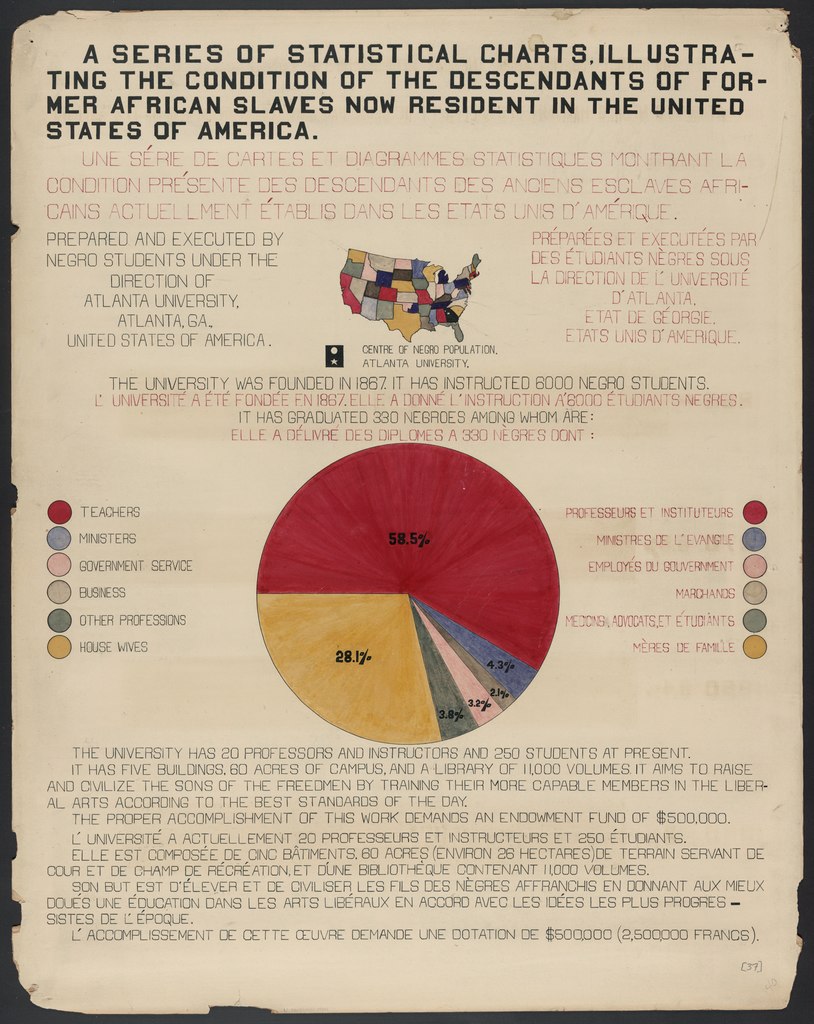 A SERIES OF STATISTICAL CHARTS, ILLUSTRA-
TING THE CONDITION OF THE DESCENDANTS OF FOR-
MER AFRICAN SLAVES NOW RESIDENT IN THE UNITED
STATES OF AMERICA.
UNE SÉRIE DE CARTES ET DIAGRAMMES STATISTIQUES MONTRANT LA
CONDITION PRÉSENTE DES DESCENDANTS DES ANCIENS ESCLAVES AFRI-
CAINS ACTUELLMENT ÉTABLIS DANS LES ETATS UNIS D'AMÉRIQUE.
PREPARED AND EXECUTED BY
NEGRO STUDENTS UNDER THE
DIRECTION OF
ATLANTA UNIVERSITY,
ATLANTA, GA.,
UNITED STATES OF AMERICA.
PRÉPARÉES ET EXECUTÉES PAR
DES ÉTUDIANTS NÈGRES SOUS
LA DIRECTION DE L'UNIVERSITÉ
D'ATLANTA.
ETAT DE GÉORGIE.
ETATS UNIS D'AMERIQUE.
CENTRE OF NEGRO POPULATION.
ATLANTA UNIVERSITY.
THE UNIVERSITY WAS FOUNDED IN 1867. IT HAS INSTRUCTED 6000 NEGRO STUDENTS.
L'UNIVERSITÉ A ÉTÉ FONDÉE EN 1867. ELLE A DONNÉ L'INSTRUCTION A'6000 ÉTUDIANTS NEGRES.
IT HAS GRADUATED 330 NEGROES AMONG WHOM ARE:
ELLE A DÉLIVRÉ DES DIPLOMES A 330 NÈGRES DONT :
TEACHERS
MINISTERS
GOVERNMENT SERVICE
BUSINESS
OTHER PROFESSIONS
HOUSE WIVES
58.5%
28.1%
4.3%
2.1%
3.2%
3.8%
PROFESSEURS ET INSTITUTEURS
MINISTRES DE L'EVANGILE
EMPLOYÉS DU GOUVERNMENT
MARCHANDS
MEDCINS, ADVOCATS, ET ÉTUDIANTS
MÈRES DE FAMILLE
THE UNIVERSITY HAS 20 PROFESSORS AND INSTRUCTORS AND 250 STUDENTS AT PRESENT.
IT HAS FIVE BUILDINGS, 60 ACRES OF CAMPUS, AND A LIBRARY OF 11,000 VOLUMES. IT AIMS TO RAISE
AND CIVILIZE THE SONS OF THE FREEDMEN BY TRAINING THEIR MORE CAPABLE MEMBERS IN THE LIBER-
AL ARTS ACCORDING TO THE BEST STANDARDS OF THE DAY.
THE PROPER ACCOMPLISHMENT OF THIS WORK DEMANDS AN ENDOWMENT FUND OF $500,000.
L'UNIVERSITÉ A ACTUELLEMENT 20 PROFESSEURS ET INSTRUCTEURS ET 250 ÉTUDIANTS.
ELLE EST COMPOSÉE DE CINQ BÂTIMENTS, 60 ACRES (ENVIRON 26 HECTARES) DE TERRAIN SERVANT DE
COUR ET DE CHAMP DE RÉCRÉATION, ET D'UNE BIBLIOTHÈQUE CONTENANT 11,000 VOLUMES.
SON BUT EST D'ÉLEVER ET DE CIVILISER LES FILS DES NÈGRES AFFRANCHIS EN DONNANT AUX MIEUX
DOUÉS UNE ÉDUCATION DANS LES ARTS LIBÉRAUX EN ACCORD AVEC LES IDÉES LES PLUS PROGRES-
SISTES DE L'ÉPOQUE.
L'ACCOMPLISSEMENT DE CETTE ŒUVRE DEMANDE UNE DOTATION DE $500,000 (2,500,000 FRANCS).
[37]